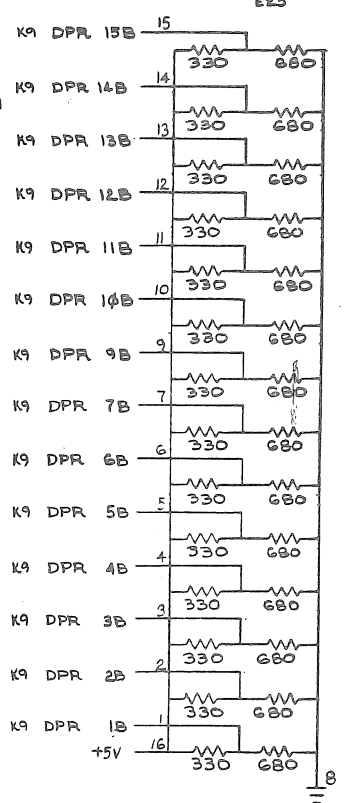 E25
K9 DPR 15B 15
330 680
K9 DPR 14B 14
330 680
K9 DPR 13B 13
330 680
K9 DPR 12B 12
330 680
K9 DPR 11B 11
330 680
K9 DPR 1ØB 10
330 680
K9 DPR 9B 9
330 680
K9 DPR 7B 7
330 680
K9 DPR 6B 6
330 680
K9 DPR 5B 5
330 680
K9 DPR 4B 4
330 680
K9 DPR 3B 3
330 680
K9 DPR 2B 2
330 680
K9 DPR 1B 1
+5V 16
330 680
8